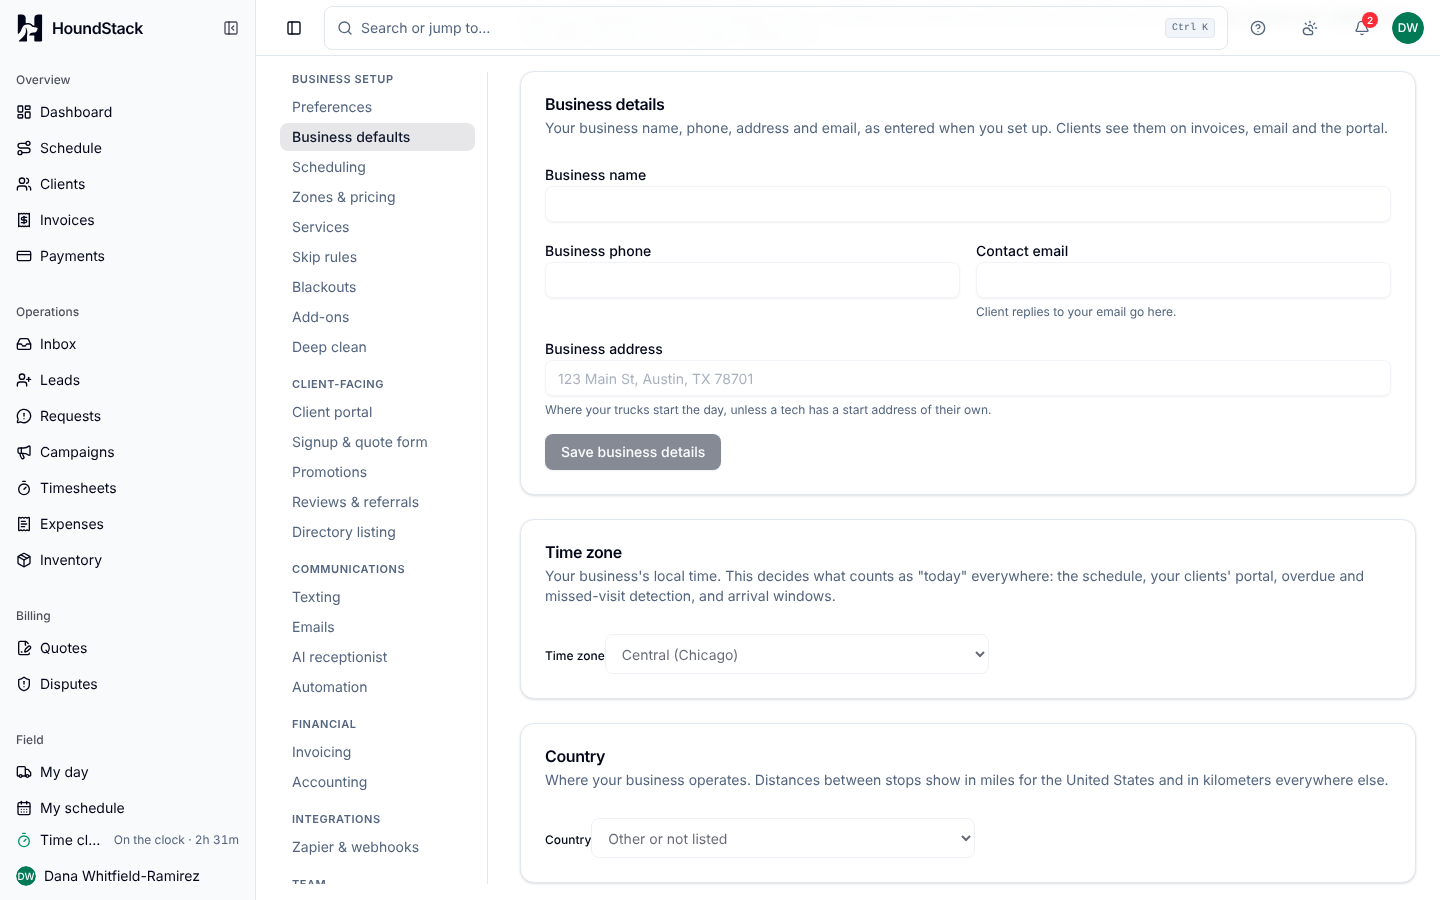 HoundStack
Search or jump to...
Ctrl K
2
DW
Overview
Dashboard
Schedule
Clients
Invoices
Payments
Operations
Inbox
Leads
Requests
Campaigns
Timesheets
Expenses
Inventory
Billing
Quotes
Disputes
Field
My day
My schedule
Time cl... On the clock · 2h 31m
DW Dana Whitfield-Ramirez
BUSINESS SETUP
Preferences
Business defaults
Scheduling
Zones & pricing
Services
Skip rules
Blackouts
Add-ons
Deep clean
CLIENT-FACING
Client portal
Signup & quote form
Promotions
Reviews & referrals
Directory listing
COMMUNICATIONS
Texting
Emails
AI receptionist
Automation
FINANCIAL
Invoicing
Accounting
INTEGRATIONS
Zapier & webhooks
TEAM
Business details
Your business name, phone, address and email, as entered when you set up. Clients see them on invoices, email and the portal.
Business name
Business phone
Contact email
Client replies to your email go here.
Business address
123 Main St, Austin, TX 78701
Where your trucks start the day, unless a tech has a start address of their own.
Save business details
Time zone
Your business's local time. This decides what counts as "today" everywhere: the schedule, your clients' portal, overdue and
missed-visit detection, and arrival windows.
Time zone Central (Chicago)
Country
Where your business operates. Distances between stops show in miles for the United States and in kilometers everywhere else.
Country Other or not listed